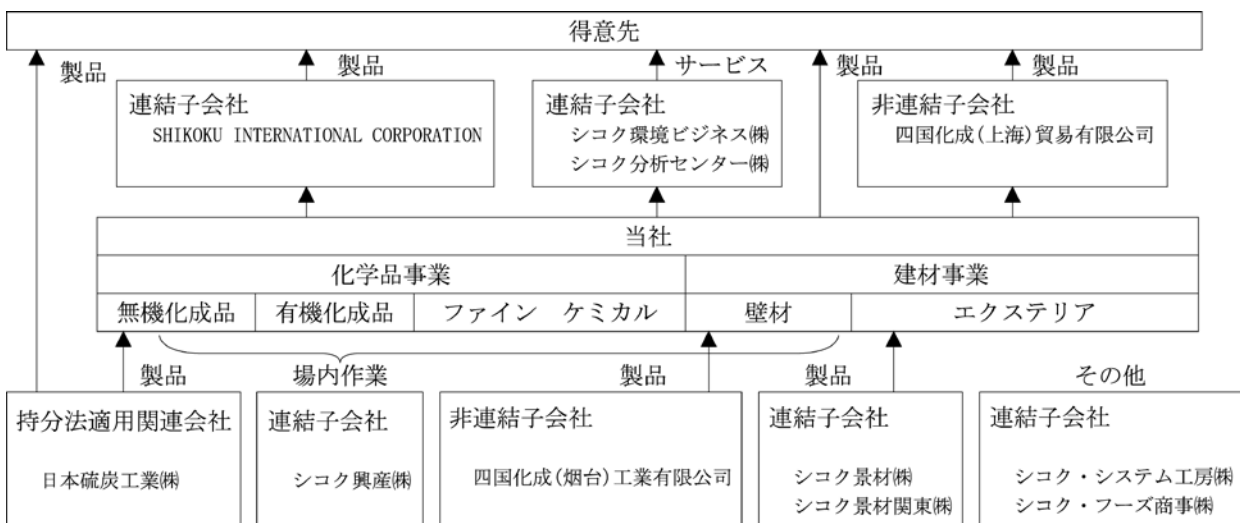 得意先
製品
製品
サービス
製品
製品
連結子会社
SHIKOKU INTERNATIONAL CORPORATION
連結子会社
シコク環境ビジネス㈱
シコク分析センター㈱
非連結子会社
四国化成(上海)貿易有限公司
当社
化学品事業
建材事業
無機化成品
有機化成品
ファイン ケミカル
壁材
エクステリア
製品
場内作業
製品
製品
その他
持分法適用関連会社
日本硫炭工業㈱
連結子会社
シコク興産㈱
非連結子会社
四国化成(烟台)工業有限公司
連結子会社
シコク景材㈱
シコク景材関東㈱
連結子会社
シコク・システム工房㈱
シコク・フーズ商事㈱